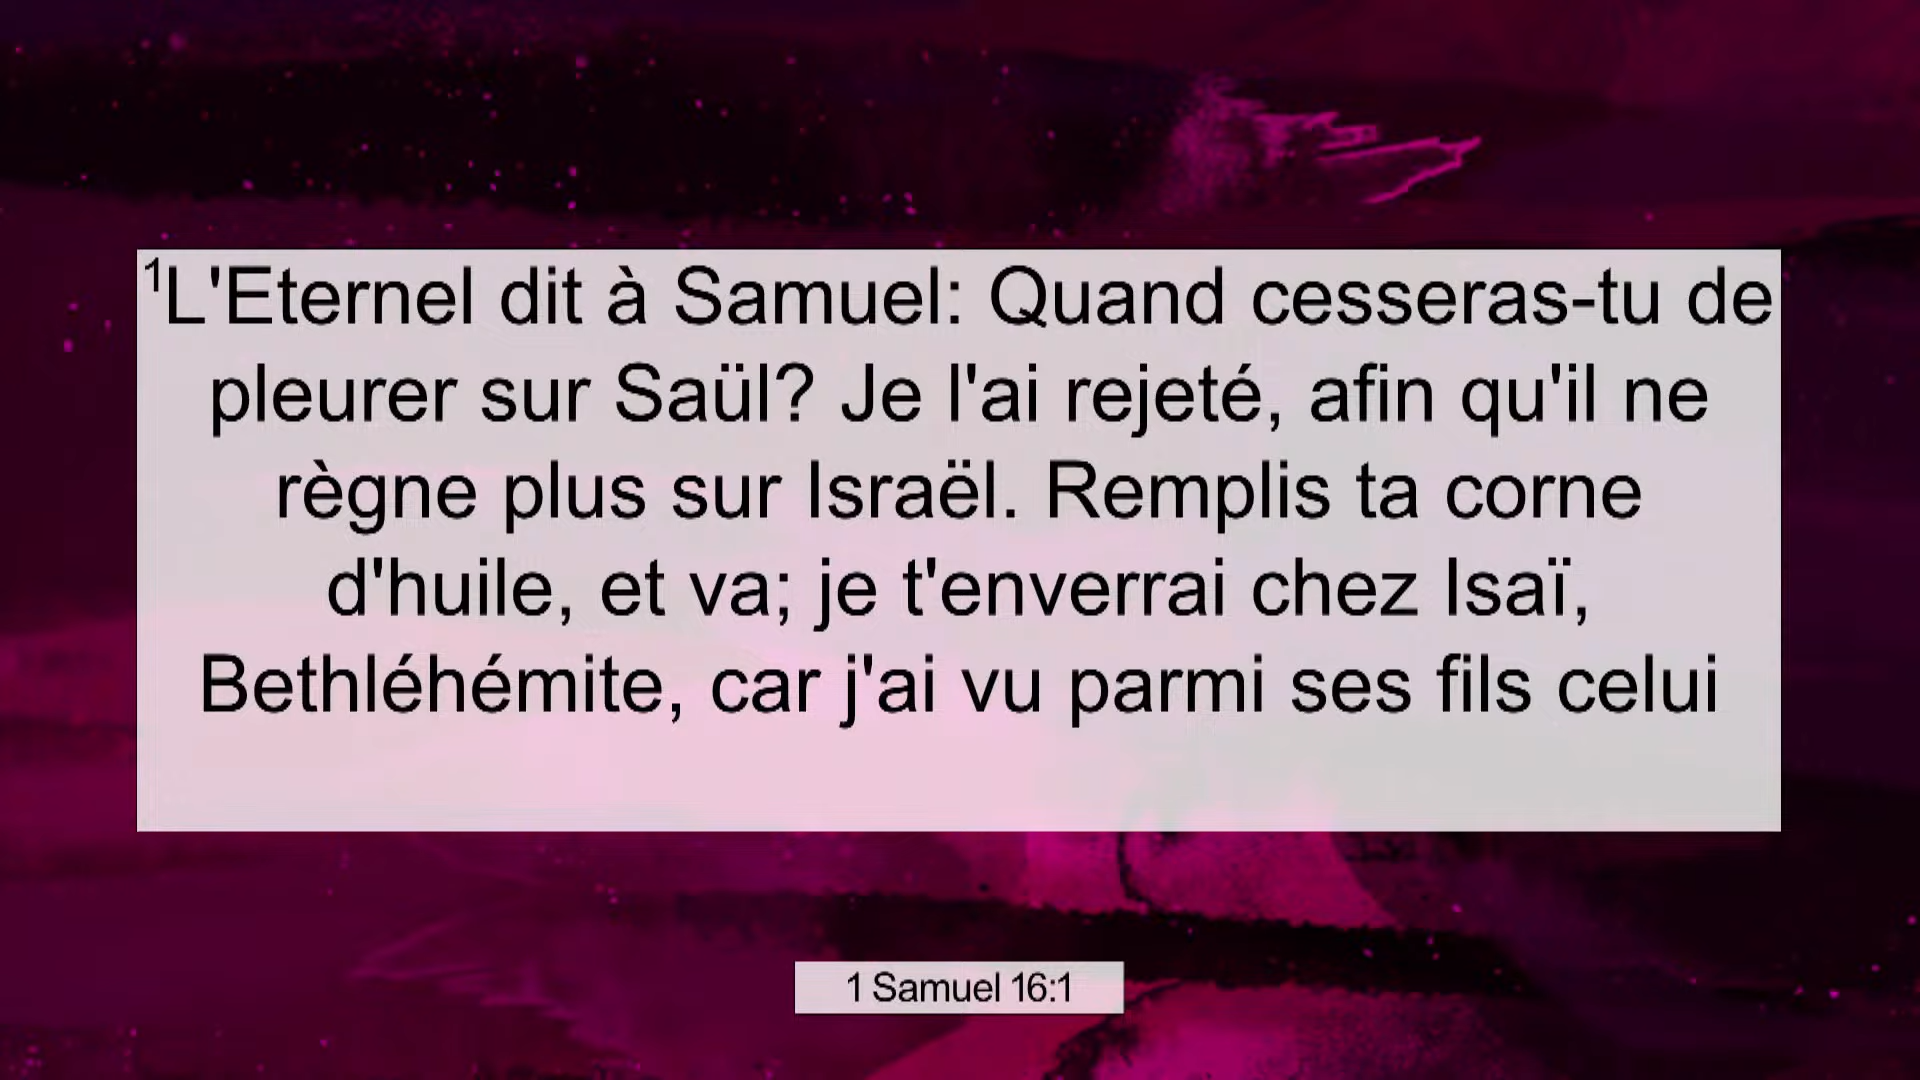 1L'Eternel dit à Samuel: Quand cesseras-tu de
pleurer sur Saül? Je l'ai rejeté, afin qu'il ne
règne plus sur Israël. Remplis ta corne
d'huile, et va; je t'enverrai chez Isaï,
Bethléhémite, car j'ai vu parmi ses fils celui
1 Samuel 16:1